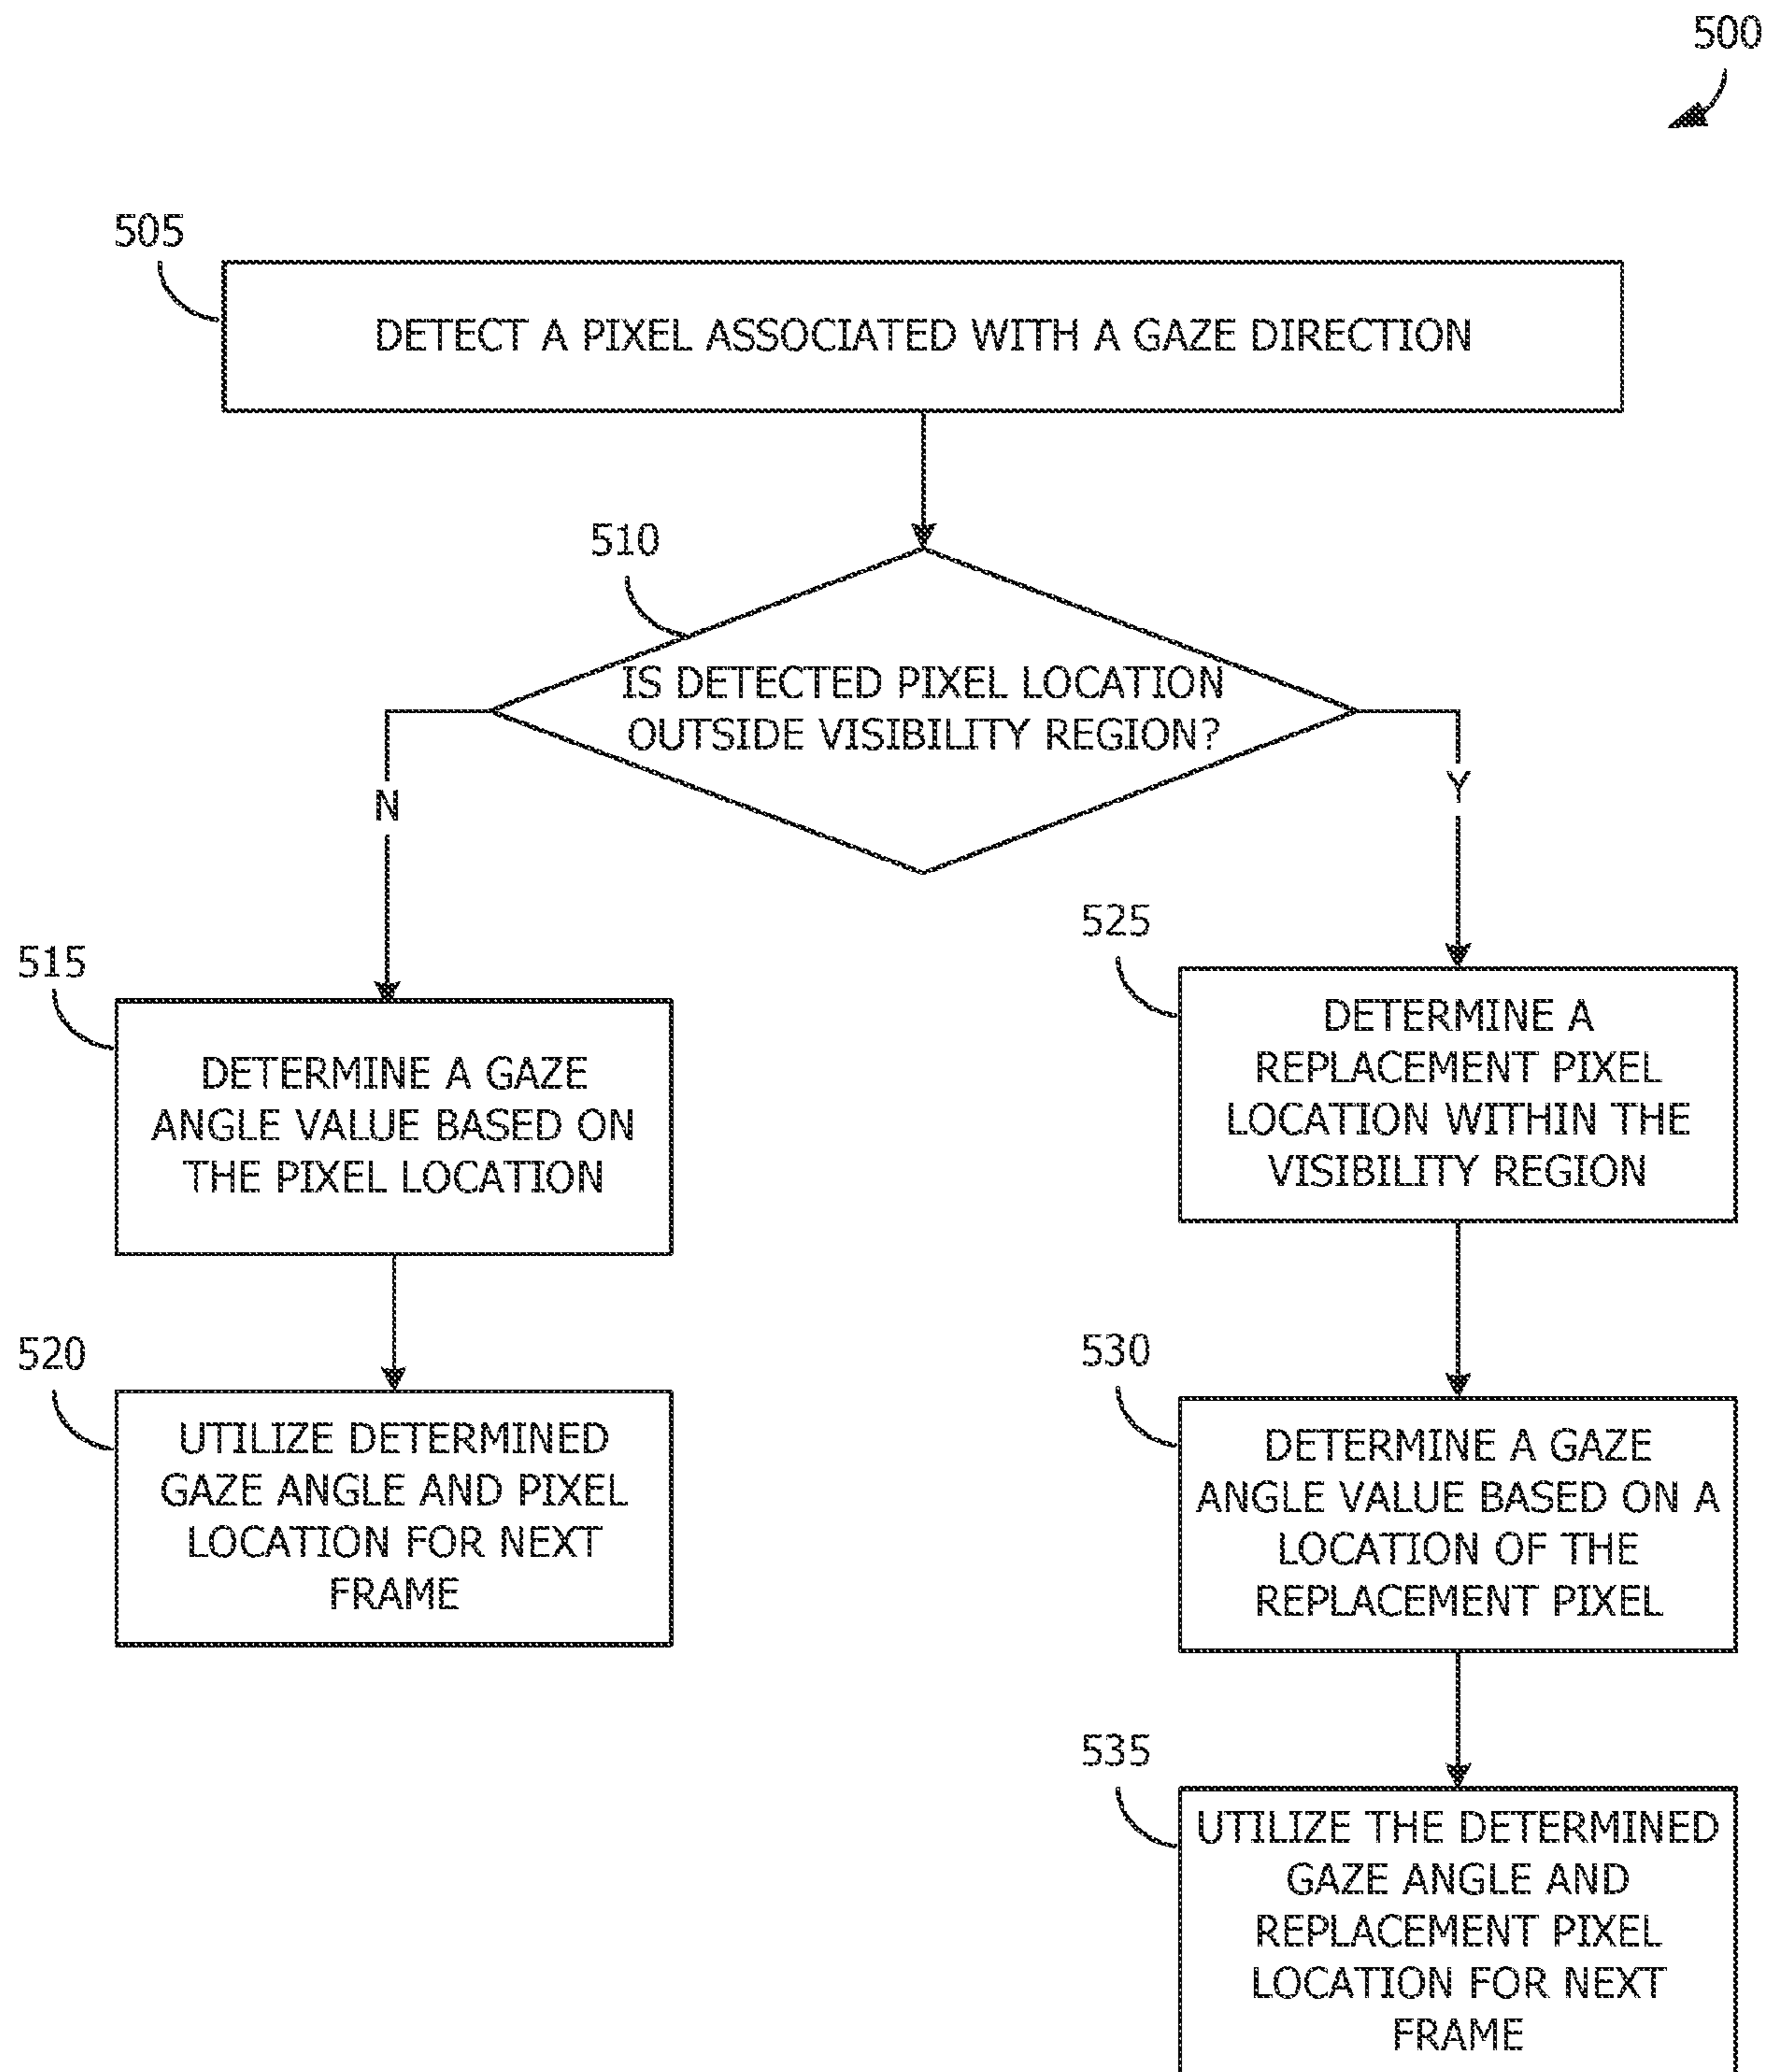 500
505
DETECT A PIXEL ASSOCIATED WITH A GAZE DIRECTION
510
IS DETECTED PIXEL LOCATION
OUTSIDE VISIBILITY REGION?
N
Y
515
DETERMINE A GAZE
ANGLE VALUE BASED ON
THE PIXEL LOCATION
520
UTILIZE DETERMINED
GAZE ANGLE AND PIXEL
LOCATION FOR NEXT
FRAME
525
DETERMINE A
REPLACEMENT PIXEL
LOCATION WITHIN THE
VISIBILITY REGION
530
DETERMINE A GAZE
ANGLE VALUE BASED ON A
LOCATION OF THE
REPLACEMENT PIXEL
535
UTILIZE THE DETERMINED
GAZE ANGLE AND
REPLACEMENT PIXEL
LOCATION FOR NEXT
FRAME